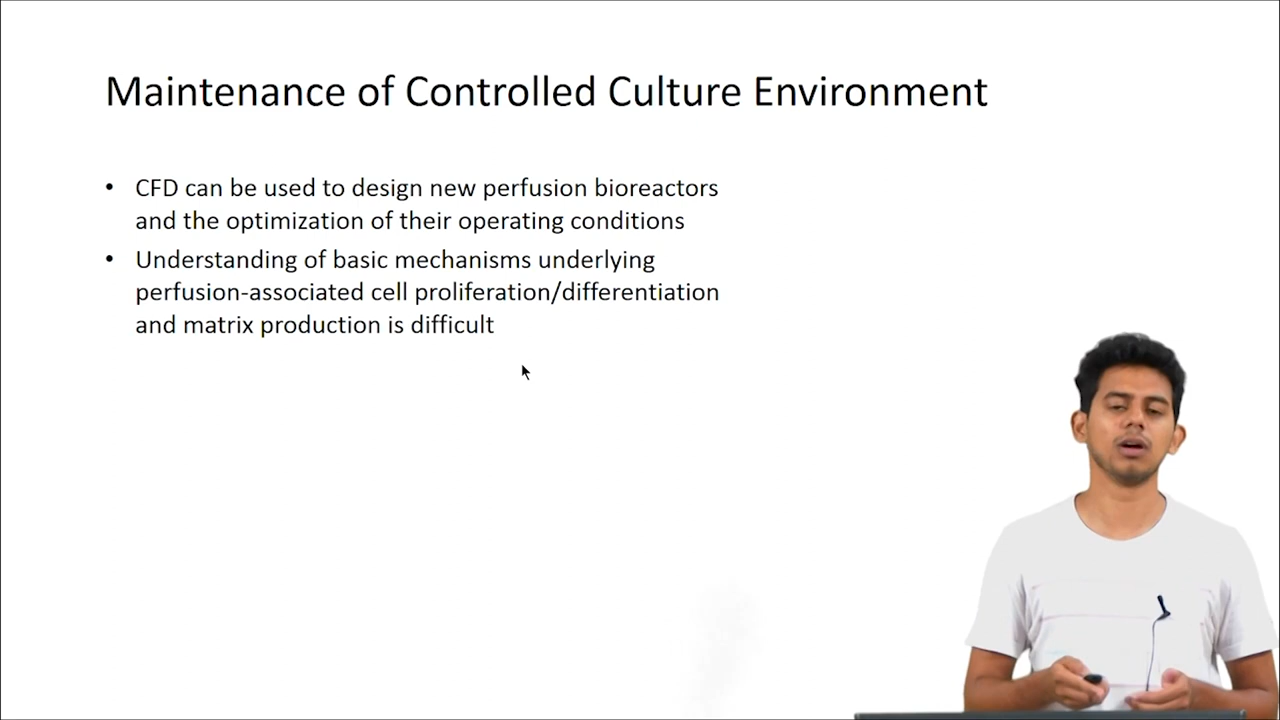 Maintenance of Controlled Culture Environment
• CFD can be used to design new perfusion bioreactors
and the optimization of their operating conditions
• Understanding of basic mechanisms underlying
perfusion-associated cell proliferation/differentiation
and matrix production is difficult